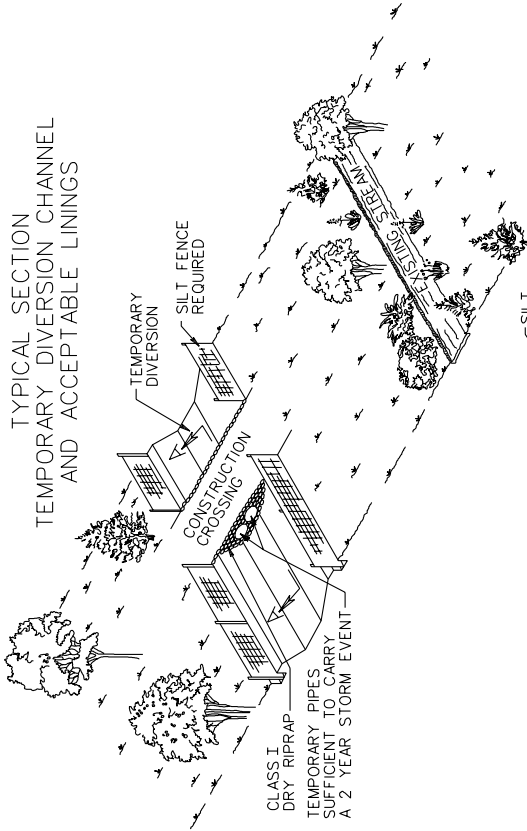 TYPICAL SECTION
TEMPORARY DIVERSION CHANNEL
AND ACCEPTABLE LININGS
TEMPORARY
DIVERSION
SILT FENCE
REQUIRED
CONSTRUCTION
CROSSING
EXISTING STREAM
CLASS I
DRY RIPRAP
TEMPORARY PIPES
SUFFICIENT TO CARRY
A 2 YEAR STORM EVENT
SILT